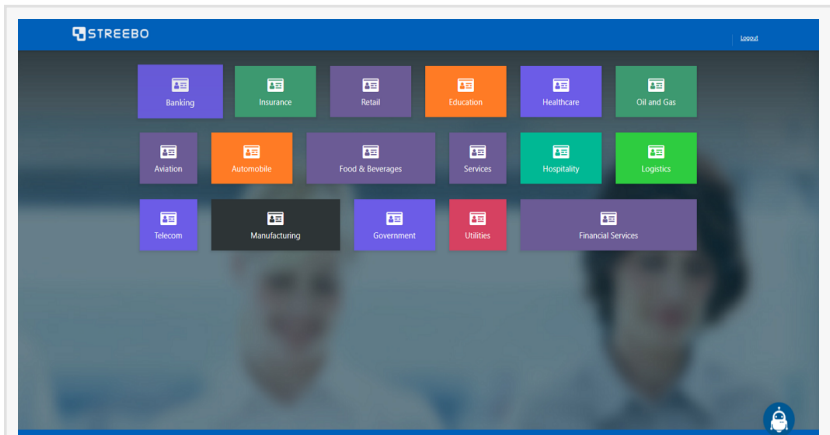 STREEBO
Logout
Banking
Insurance
Retail
Education
Healthcare
Oil and Gas
Aviation
Automobile
Food & Beverages
Services
Hospitality
Logistics
Telecom
Manufacturing
Government
Utilities
Financial Services